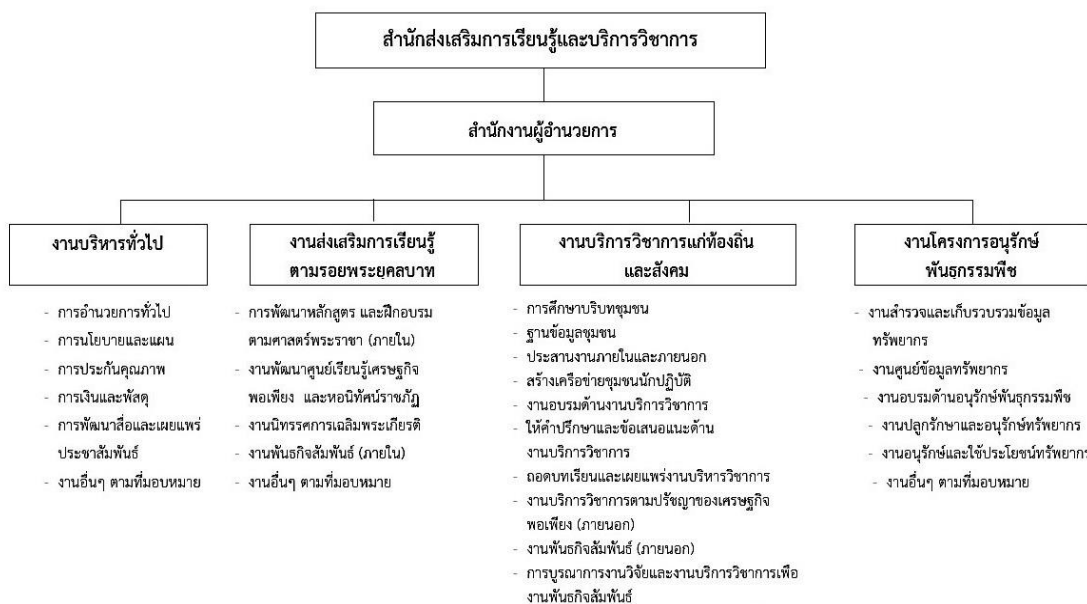 สำนักส่งเสริมการเรียนรู้และบริการวิชาการ
สำนักงานผู้อำนวยการ
งานบริหารทั่วไป
- การอำนวยการทั่วไป
- การนโยบายและแผน
- การประกันคุณภาพ
- การเงินและพัสดุ
- การพัฒนาสื่อและเผยแพร่
ประชาสัมพันธ์
- งานอื่นๆ ตามที่มอบหมาย
งานส่งเสริมการเรียนรู้
ตามรอยพระยุคลบาท
- การพัฒนาหลักสูตร และฝึกอบรม
ตามศาสตร์พระราชา (ภายใน)
- งานพัฒนาศูนย์เรียนรู้เศรษฐกิจ
พอเพียง และหอนิทัศน์ราชภัฏ
- งานนิทรรศการเฉลิมพระเกียรติ
- งานพันธกิจสัมพันธ์ (ภายใน)
- งานอื่นๆ ตามที่มอบหมาย
งานบริการวิชาการแก่ท้องถิ่น
และสังคม
- การศึกษาบริบทชุมชน
- ฐานข้อมูลชุมชน
- ประสานงานภายในและภายนอก
- สร้างเครือข่ายชุมชนนักปฏิบัติ
- งานอบรมด้านงานบริการวิชาการ
- ให้คำปรึกษาและข้อเสนอแนะด้าน
งานบริการวิชาการ
- ถอดบทเรียนและเผยแพร่งานบริหารวิชาการ
- งานบริการวิชาการตามปรัชญาของเศรษฐกิจ
พอเพียง (ภายนอก)
- งานพันธกิจสัมพันธ์ (ภายนอก)
- การบูรณาการงานวิจัยและงานบริการวิชาการเพื่อ
งานพันธกิจสัมพันธ์
งานโครงการอนุรักษ์
พันธุกรรมพืช
- งานสำรวจและเก็บรวบรวมข้อมูล
ทรัพยากร
- งานศูนย์ข้อมูลทรัพยากร
- งานอบรมด้านอนุรักษ์พันธุกรรมพืช
- งานปลูกรักษาและอนุรักษ์ทรัพยากร
- งานอนุรักษ์และใช้ประโยชน์ทรัพยากร
- งานอื่นๆ ตามที่มอบหมาย